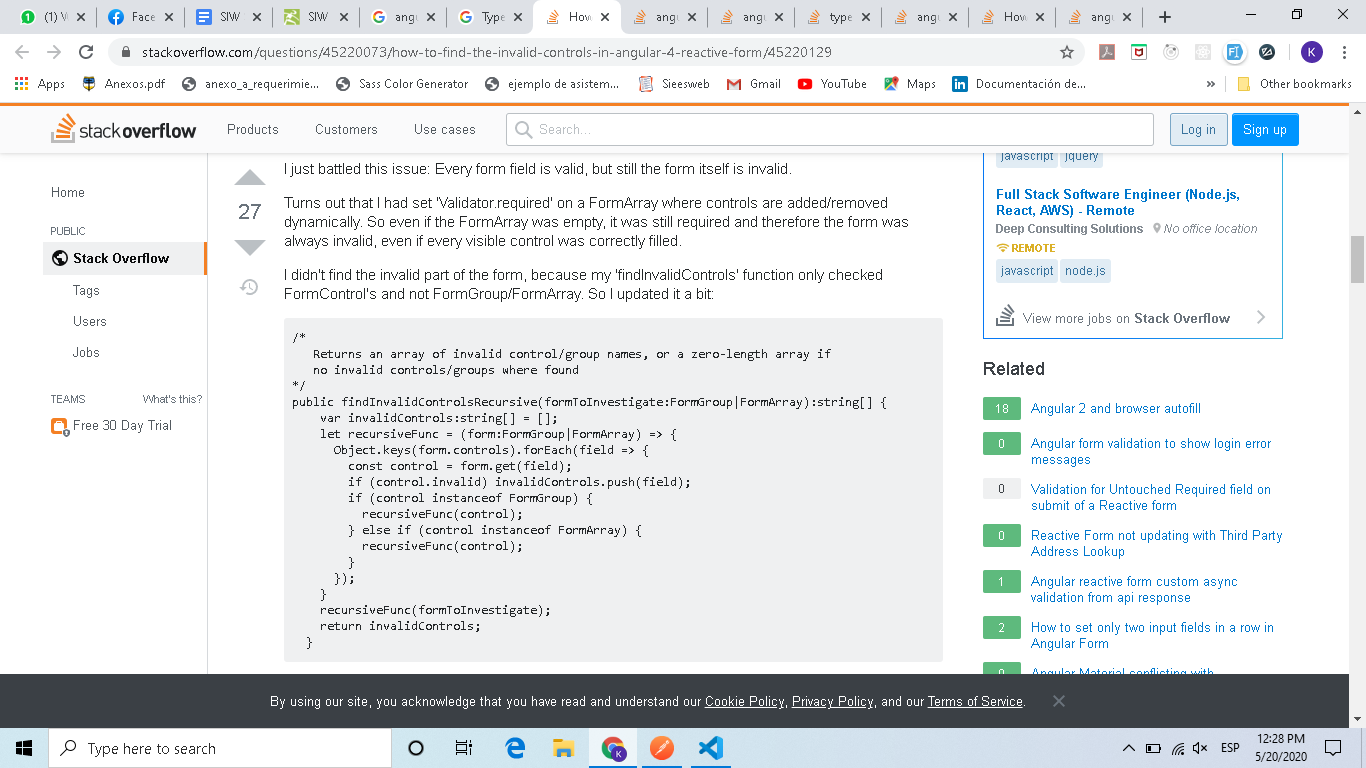 (1) V
Face
SIW
SIW
angu
Type
How
angu
angu
type
angu
How
angu
stackoverflow.com/questions/45220073/how-to-find-the-invalid-controls-in-angular-4-reactive-form/45220129
K
Apps
Anexos.pdf
anexo_a_requerimie...
Sass Color Generator
ejemplo de asistem...
Sieesweb
Gmail
YouTube
Maps
Documentación de...
»
Other bookmarks
stack overflow
Products
Customers
Use cases
Search...
Log in
Sign up
Home
PUBLIC
Stack Overflow
Tags
Users
Jobs
TEAMS
What's this?
Free 30 Day Trial
27
I just battled this issue: Every form field is valid, but still the form itself is invalid.
Turns out that I had set 'Validator.required' on a FormArray where controls are added/removed
dynamically. So even if the FormArray was empty, it was still required and therefore the form was
always invalid, even if every visible control was correctly filled.
I didn't find the invalid part of the form, because my 'findInvalidControls' function only checked
FormControl's and not FormGroup/FormArray. So I updated it a bit:
/*
   Returns an array of invalid control/group names, or a zero-length array if
   no invalid controls/groups where found
*/
public findInvalidControlsRecursive(formToInvestigate:FormGroup|FormArray):string[] {
    var invalidControls:string[] = [];
    let recursiveFunc = (form:FormGroup|FormArray) => {
      Object.keys(form.controls).forEach(field => {
        const control = form.get(field);
        if (control.invalid) invalidControls.push(field);
        if (control instanceof FormGroup) {
          recursiveFunc(control);
        } else if (control instanceof FormArray) {
          recursiveFunc(control);
        }
      });
    }
    recursiveFunc(formToInvestigate);
    return invalidControls;
  }
javascript
jquery
Full Stack Software Engineer (Node.js,
React, AWS) - Remote
Deep Consulting Solutions
No office location
REMOTE
javascript
node.js
View more jobs on Stack Overflow
Related
18 Angular 2 and browser autofill
0 Angular form validation to show login error
messages
0 Validation for Untouched Required field on
submit of a Reactive form
0 Reactive Form not updating with Third Party
Address Lookup
1 Angular reactive form custom async
validation from api response
2 How to set only two input fields in a row in
Angular Form
0 Angular Material conflicting with
By using our site, you acknowledge that you have read and understand our Cookie Policy, Privacy Policy, and our Terms of Service.
Type here to search
K
ESP
12:28 PM
5/20/2020